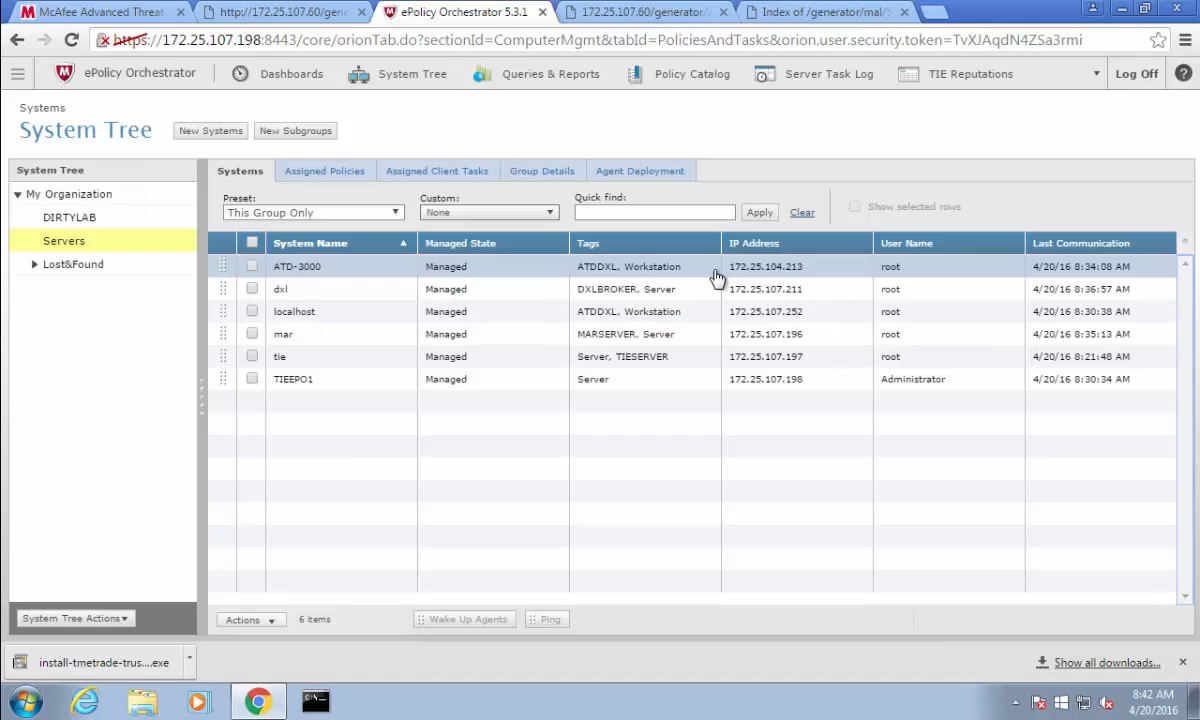 McAfee Advanced Threat
http://172.25.107.60/gene
ePolicy Orchestrator 5.3.1
172.25.107.60/generator/
Index of /generator/mal/
https://172.25.107.198:8443/core/orionTab.do?sectionId=ComputerMgmt&tabId=PoliciesAndTasks&orion.user.security.token=TvXJAqdN4ZSa3rmi
ePolicy Orchestrator
Dashboards
System Tree
Queries & Reports
Policy Catalog
Server Task Log
TIE Reputations
Log Off
?
Systems
System Tree
New Systems
New Subgroups
System Tree
My Organization
DIRTYLAB
Servers
Lost&Found
System Tree Actions
Systems
Assigned Policies
Assigned Client Tasks
Group Details
Agent Deployment
Preset:
This Group Only
Custom:
None
Quick find:
Apply
Clear
Show selected rows
System Name Managed State Tags IP Address User Name Last Communication
ATD-3000 Managed ATDDXL, Workstation 172.25.104.213 root 4/20/16 8:34:08 AM
dxl Managed DXLBROKER, Server 172.25.107.211 root 4/20/16 8:36:57 AM
localhost Managed ATDDXL, Workstation 172.25.107.252 root 4/20/16 8:30:38 AM
mar Managed MARSERVER, Server 172.25.107.196 root 4/20/16 8:35:13 AM
tie Managed Server, TIESERVER 172.25.107.197 root 4/20/16 8:21:48 AM
TIEEPO1 Managed Server 172.25.107.198 Administrator 4/20/16 8:30:34 AM
Actions
6 items
Wake Up Agents
Ping
install-tmetrade-trus....exe
Show all downloads...
8:42 AM
4/20/2016